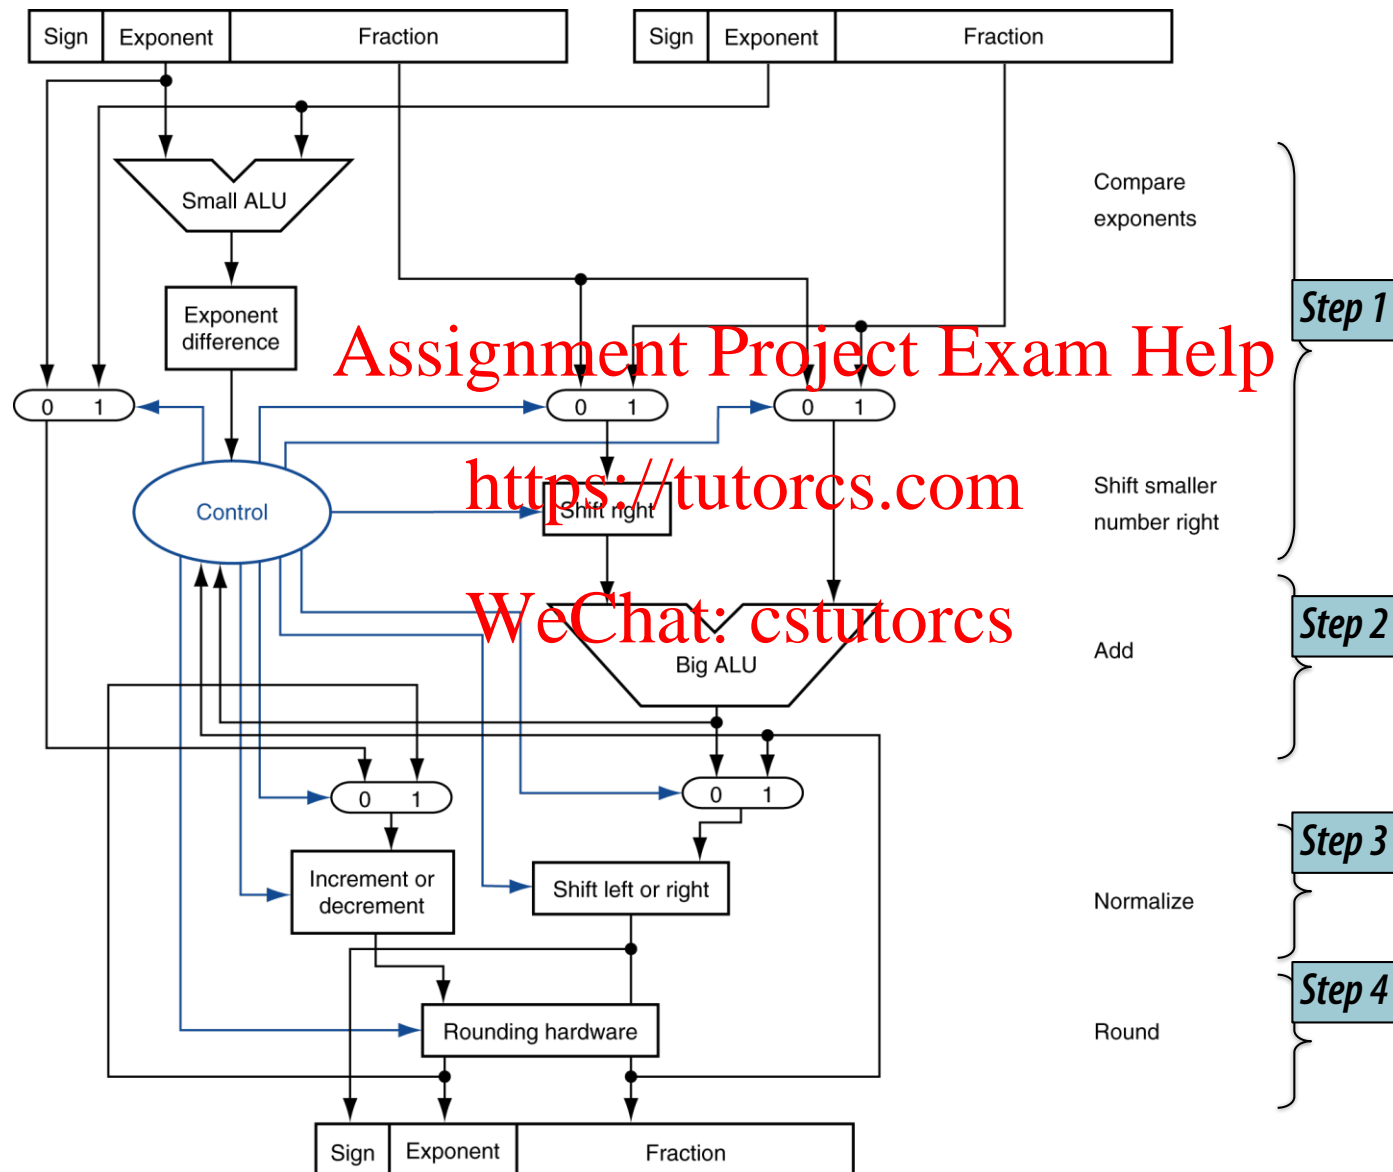 Sign Exponent Fraction Sign Exponent Fraction
Compare
exponents
Small ALU
Step 1
Exponent
difference
Assignment Project Exam Help
0 1 0 1 0 1
https://tutorcs.com
Shift smaller
number right
Control
Shift right
WeChat: cstutorcs
Step 2
Add
Big ALU
0 1 0 1
Step 3
Increment or
decrement
Shift left or right
Normalize
Step 4
Rounding hardware
Round
Sign Exponent Fraction